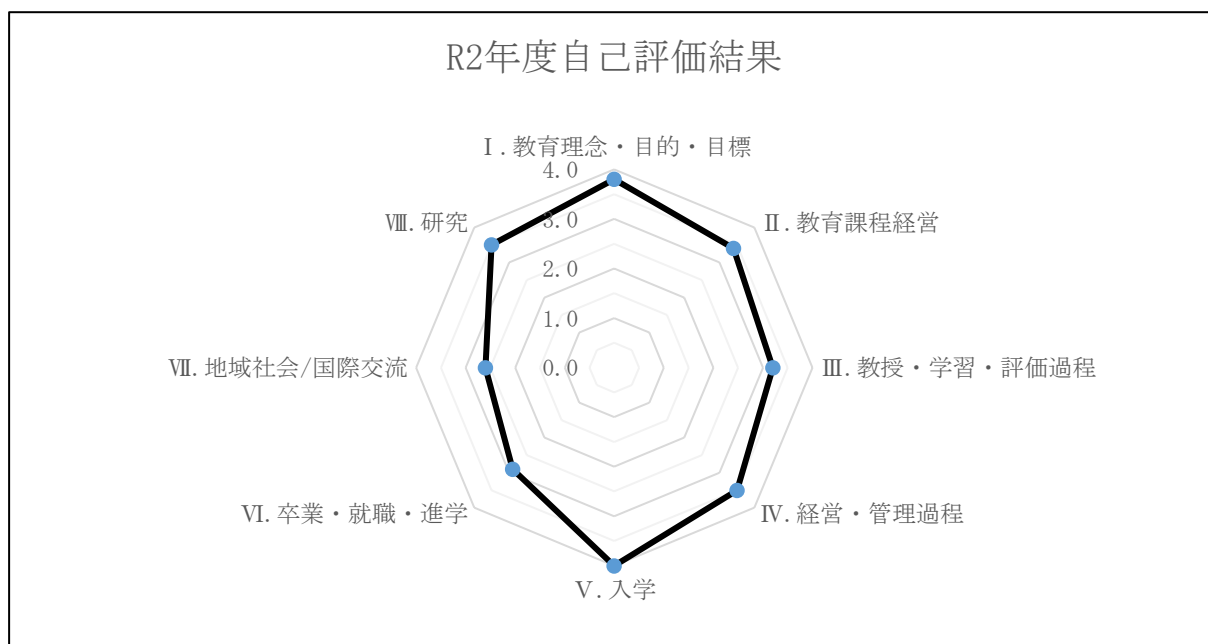 R2年度自己評価結果
Ⅰ.教育理念・目的・目標
4.0
Ⅷ.研究
Ⅱ.教育課程経営
3.0
2.0
1.0
Ⅶ.地域社会/国際交流
0.0
Ⅲ.教授・学習・評価過程
Ⅵ.卒業・就職・進学
Ⅳ.経営・管理過程
Ⅴ.入学